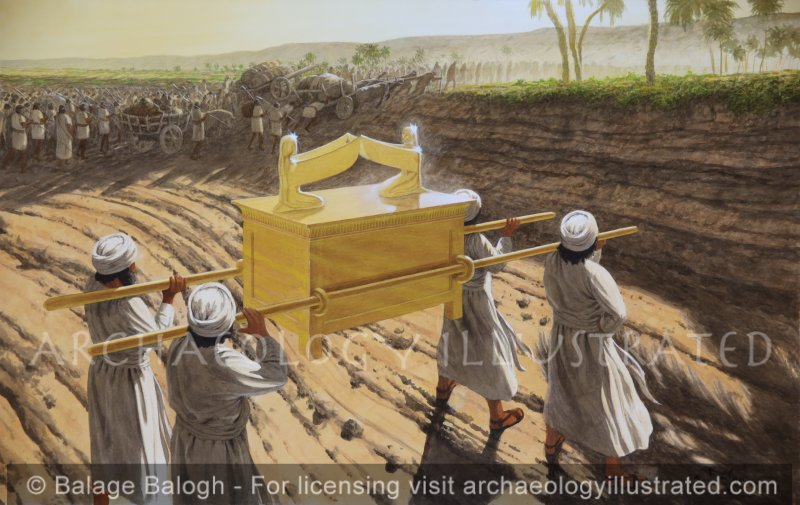 ARCHAEOLOGY ILLUSTRATED
© Balage Balogh - For licensing visit archaeologyillustrated.com